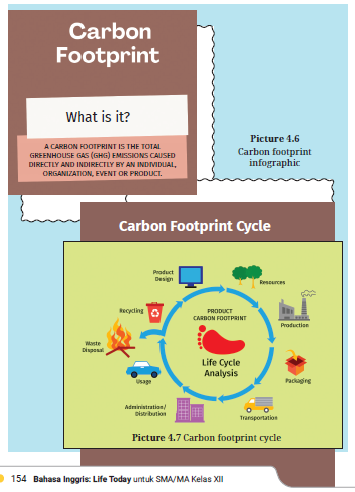 Carbon
Footprint
What is it?
A CARBON FOOTPRINT IS THE TOTAL
GREENHOUSE GAS (GHG) EMISSIONS CAUSED
DIRECTLY AND INDIRECTLY BY AN INDIVIDUAL,
ORGANIZATION, EVENT OR PRODUCT.
Picture 4.6
Carbon footprint
infographic
Carbon Footprint Cycle
Product
Design
Resources
Recycling
PRODUCT
CARBON FOOTPRINT
Production
Waste
Disposal
Life Cycle
Analysis
Usage
Packaging
Administration/
Distribution
Transportation
Picture 4.7 Carbon footprint cycle
154 Bahasa Inggris: Life Today untuk SMA/MA Kelas XII